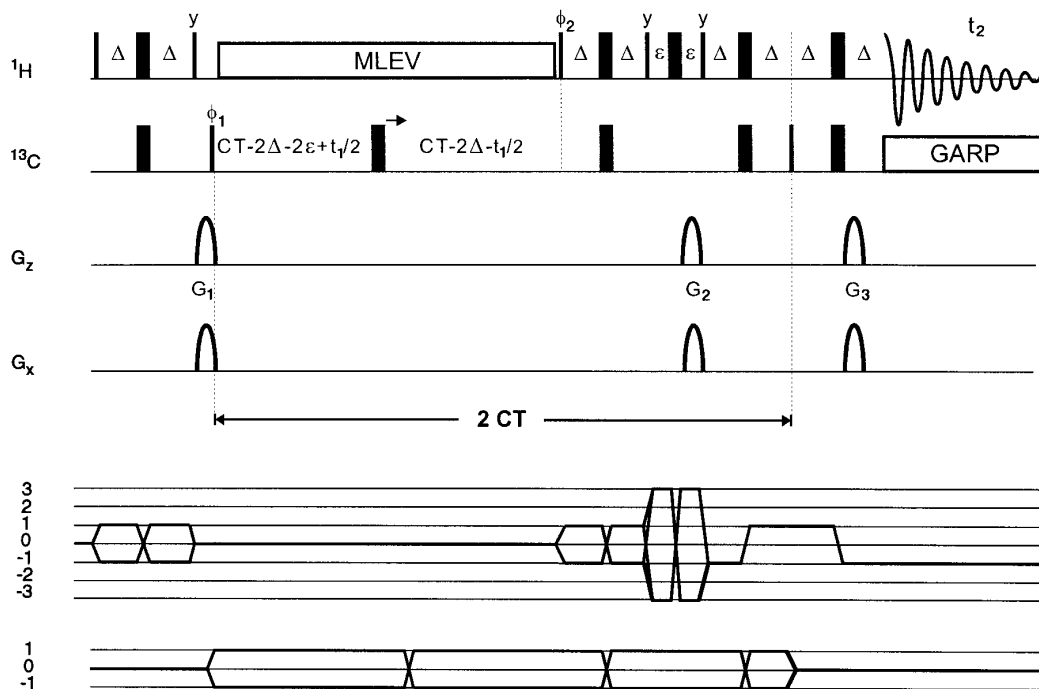 y ϕ₂ y y t₂
¹H Δ Δ MLEV Δ Δ ε ε Δ Δ Δ
ϕ₁
¹³C CT-2Δ-2ε+t₁/2 CT-2Δ-t₁/2 GARP
G_z
G₁ G₂ G₃
G_x
2 CT
3
2
1
0
-1
-2
-3
1
0
-1